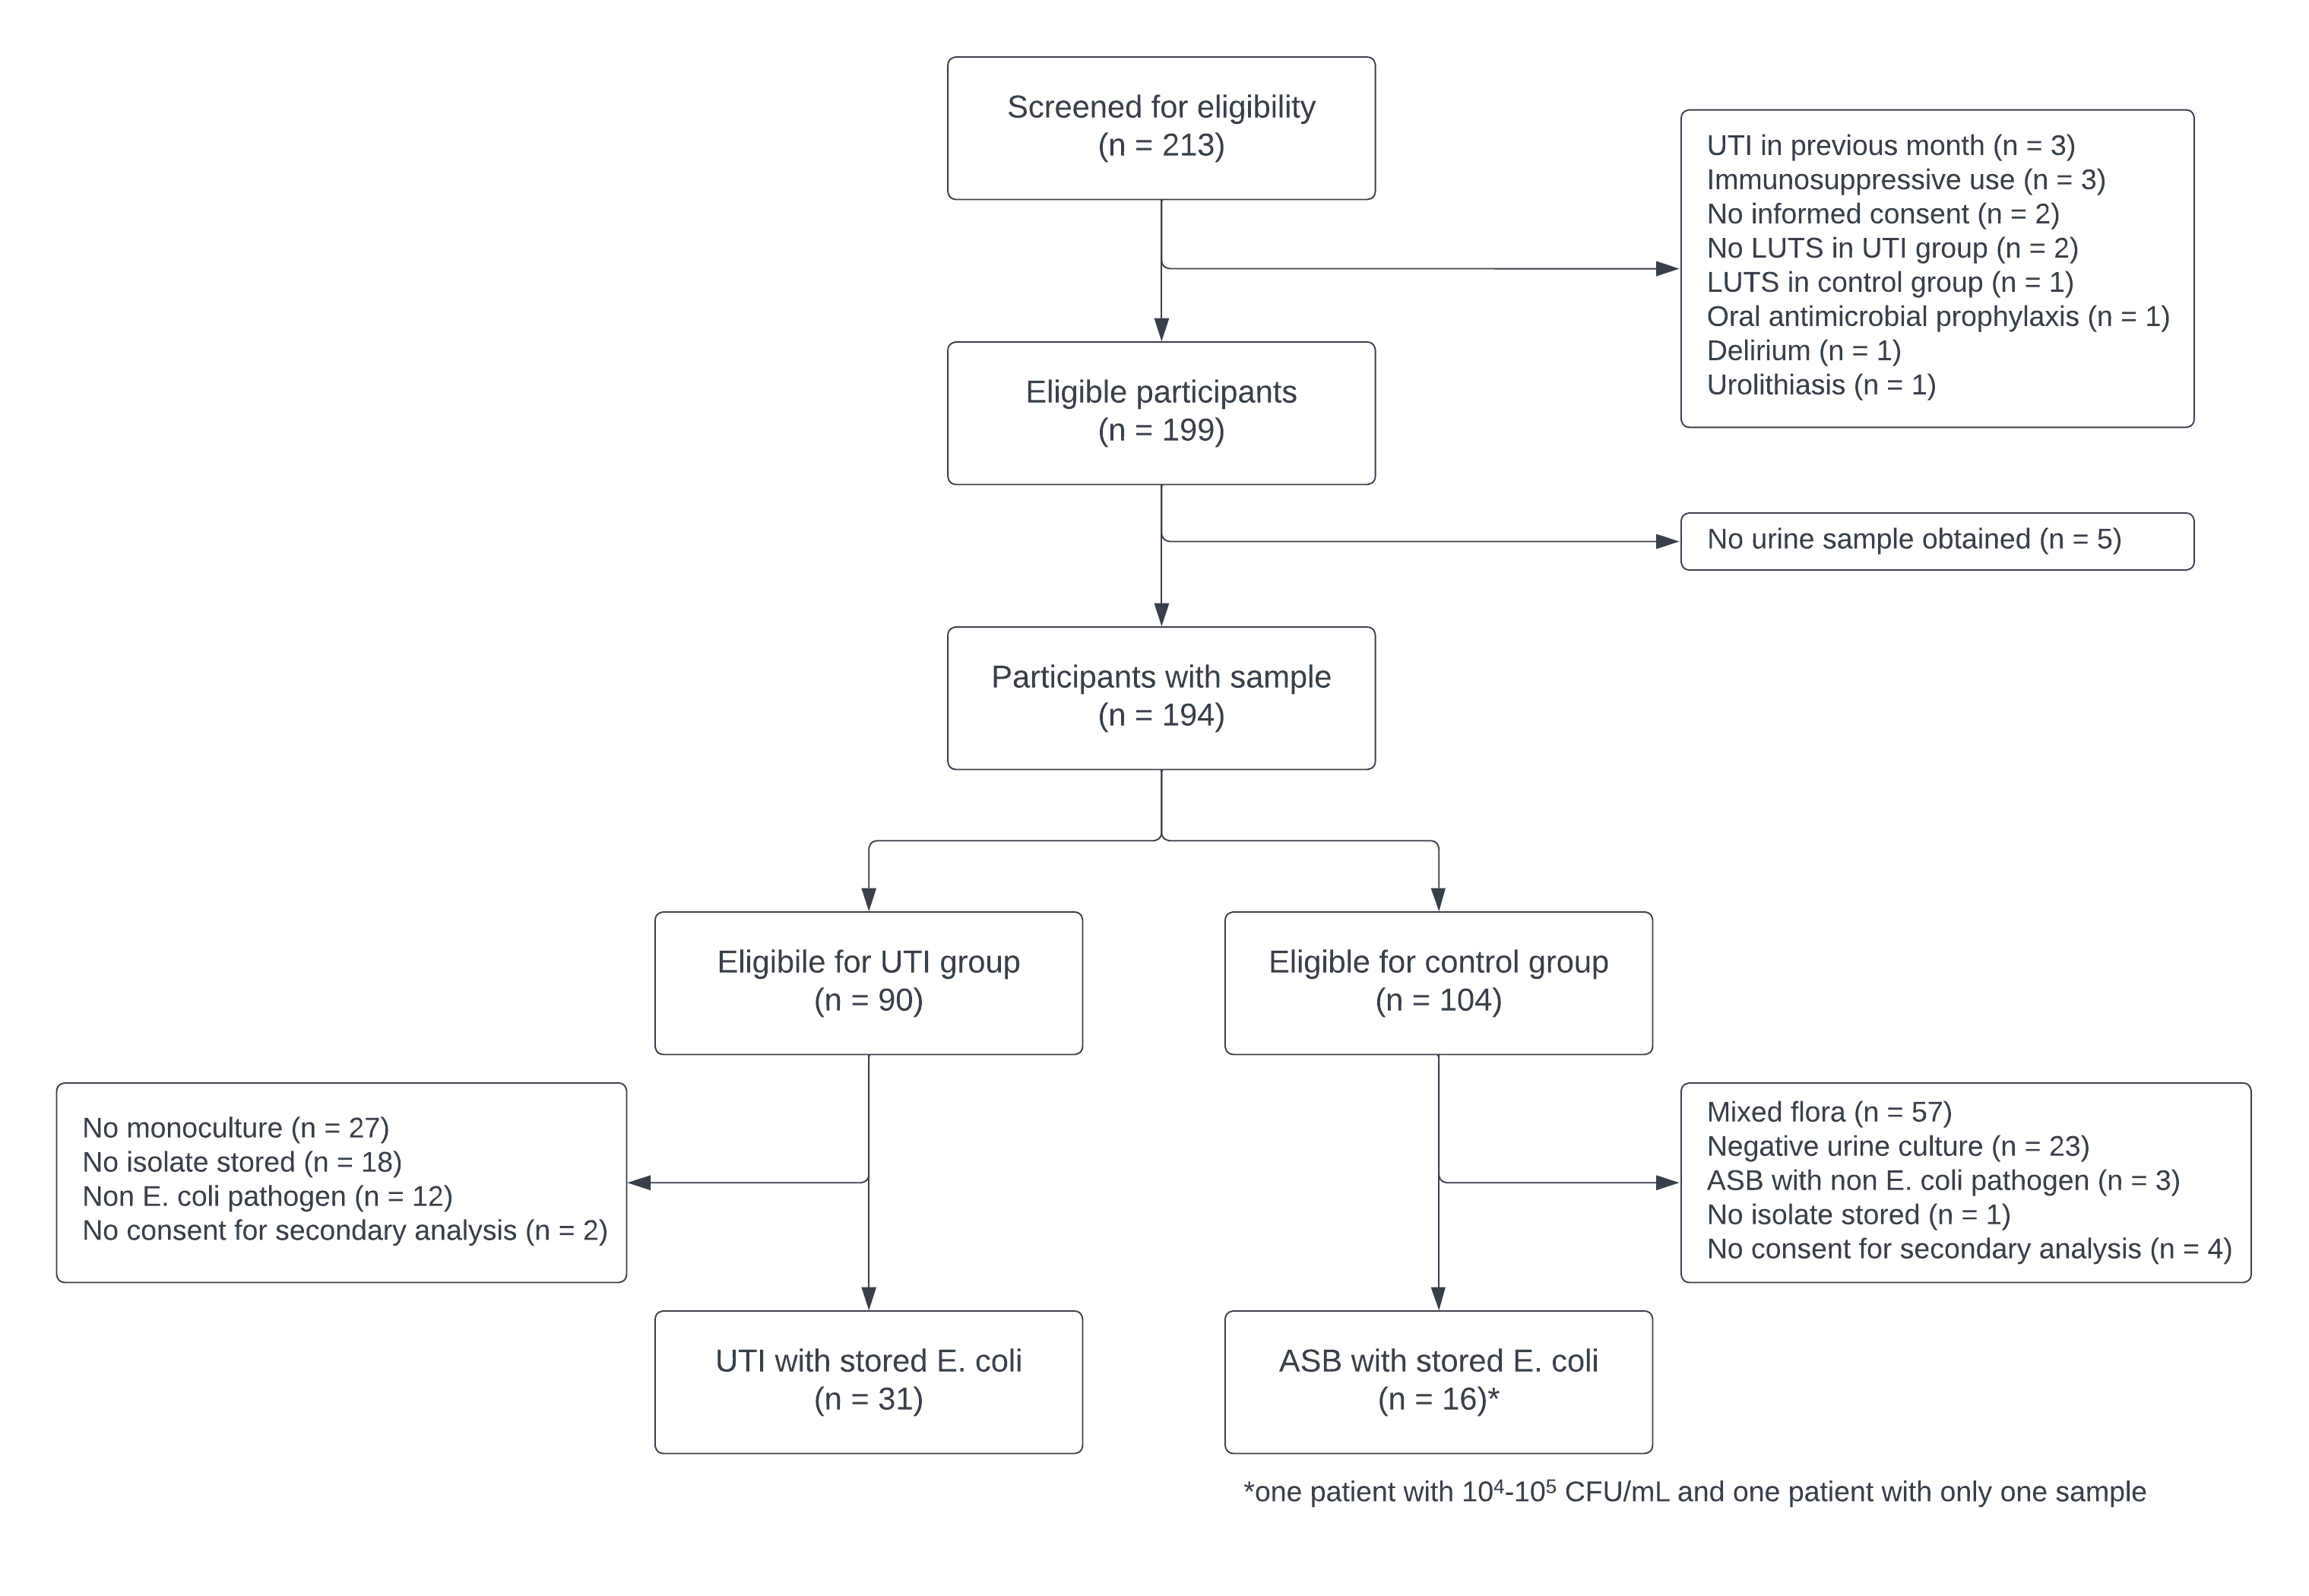 Screened for eligibility
(n = 213)
UTI in previous month (n = 3)
Immunosuppressive use (n = 3)
No informed consent (n = 2)
No LUTS in UTI group (n = 2)
LUTS in control group (n = 1)
Oral antimicrobial prophylaxis (n = 1)
Delirium (n = 1)
Urolithiasis (n = 1)
Eligible participants
(n = 199)
No urine sample obtained (n = 5)
Participants with sample
(n = 194)
Eligibile for UTI group
(n = 90)
Eligible for control group
(n = 104)
No monoculture (n = 27)
No isolate stored (n = 18)
Non E. coli pathogen (n = 12)
No consent for secondary analysis (n = 2)
Mixed flora (n = 57)
Negative urine culture (n = 23)
ASB with non E. coli pathogen (n = 3)
No isolate stored (n = 1)
No consent for secondary analysis (n = 4)
UTI with stored E. coli
(n = 31)
ASB with stored E. coli
(n = 16)*
*one patient with 10⁴-10⁵ CFU/mL and one patient with only one sample